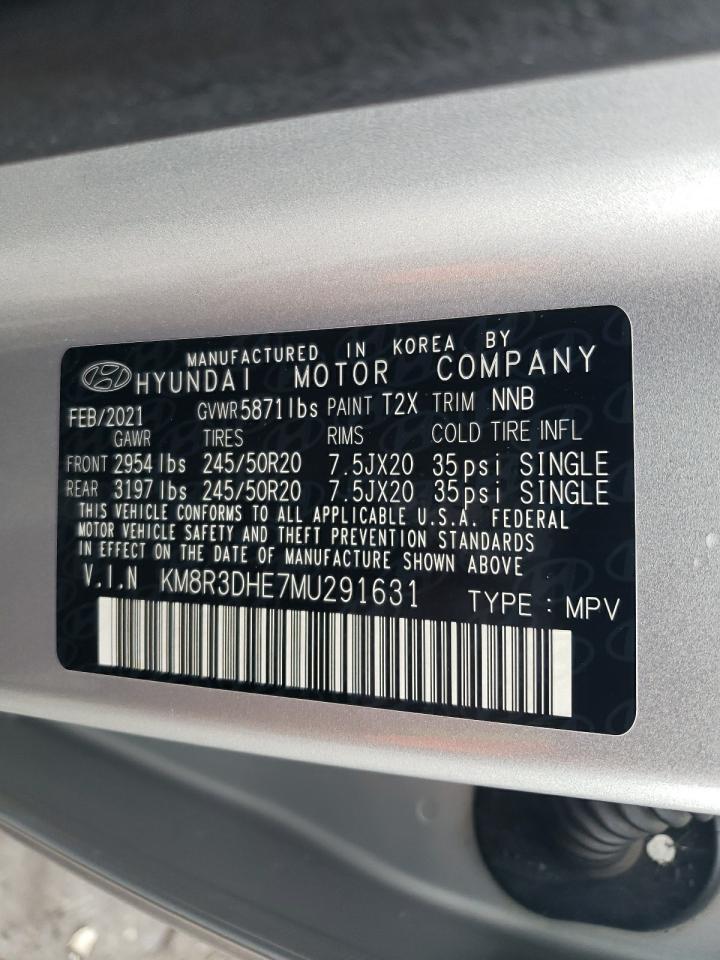 MANUFACTURED IN KOREA BY
HYUNDAI MOTOR COMPANY
FEB/2021 GVWR 5871lbs PAINT T2X TRIM NNB
GAWR TIRES RIMS COLD TIRE INFL
FRONT 2954 lbs 245/50R20 7.5JX20 35psi SINGLE
REAR 3197 lbs 245/50R20 7.5JX20 35psi SINGLE
THIS VEHICLE CONFORMS TO ALL APPLICABLE U.S.A. FEDERAL
MOTOR VEHICLE SAFETY AND THEFT PREVENTION STANDARDS
IN EFFECT ON THE DATE OF MANUFACTURE SHOWN ABOVE
V.I.N KM8R3DHE7MU291631 TYPE : MPV